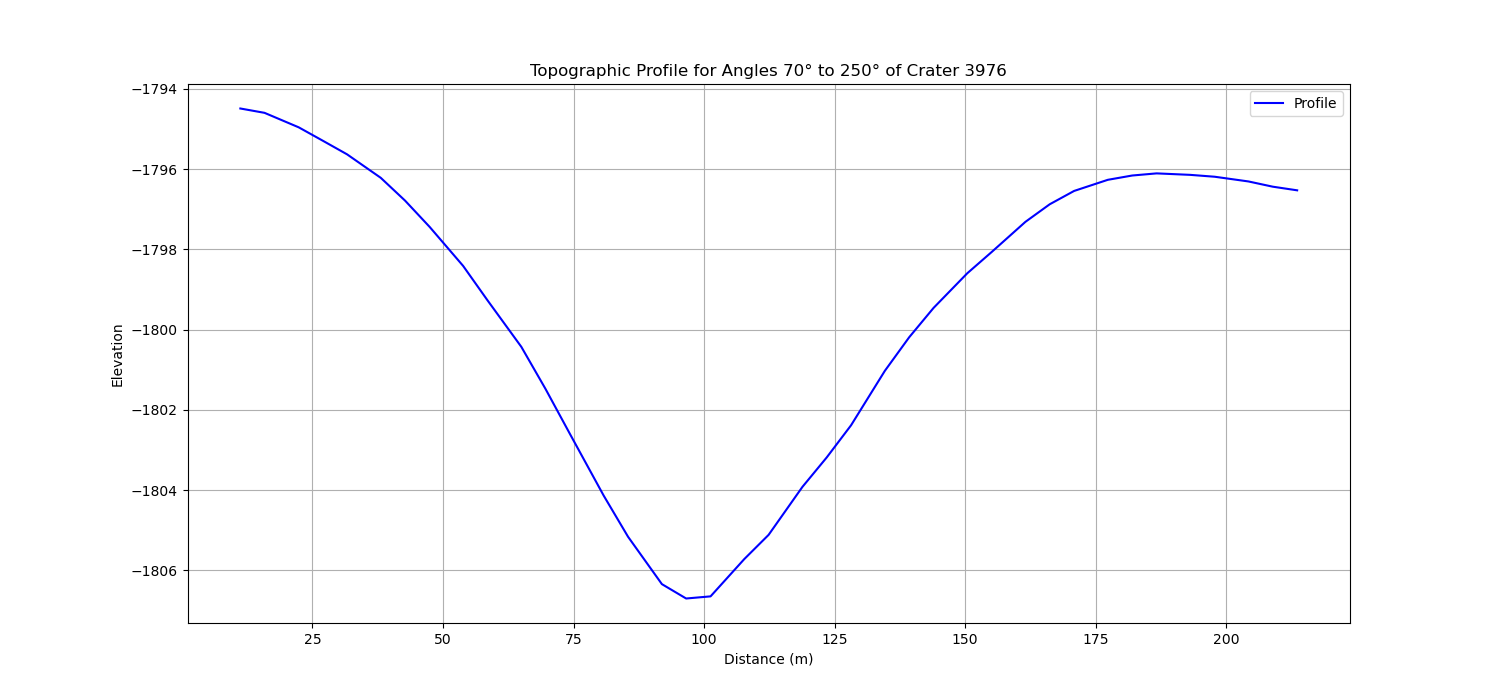 Topographic Profile for Angles 70° to 250° of Crater 3976
Profile
−1794
−1796
−1798
−1800
−1802
−1804
−1806
Elevation
25 50 75 100 125 150 175 200
Distance (m)